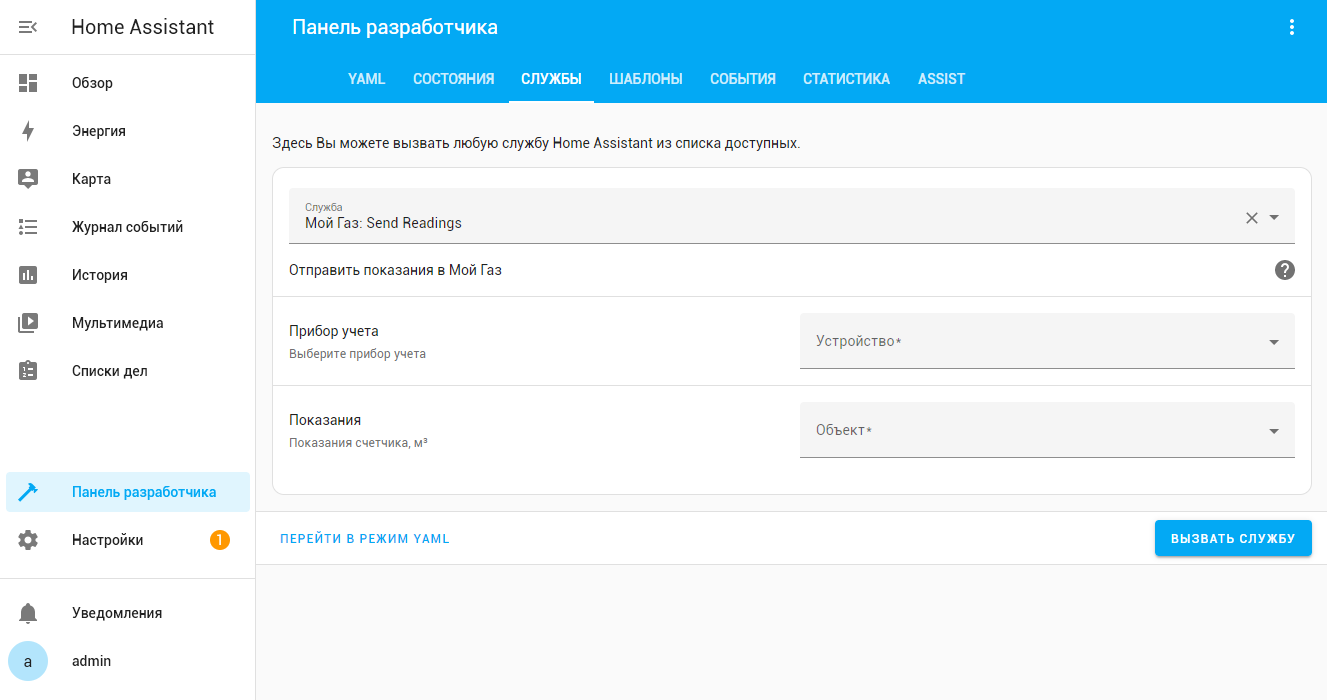 Home Assistant
Обзор
Энергия
Карта
Журнал событий
История
Мультимедиа
Списки дел
Панель разработчика
Настройки 1
Уведомления
a admin
Панель разработчика
YAML СОСТОЯНИЯ СЛУЖБЫ ШАБЛОНЫ СОБЫТИЯ СТАТИСТИКА ASSIST
Здесь Вы можете вызвать любую службу Home Assistant из списка доступных.
Служба
Мой Газ: Send Readings
Отправить показания в Мой Газ
Прибор учета
Выберите прибор учета
Устройство*
Показания
Показания счетчика, м³
Объект*
ПЕРЕЙТИ В РЕЖИМ YAML
ВЫЗВАТЬ СЛУЖБУ